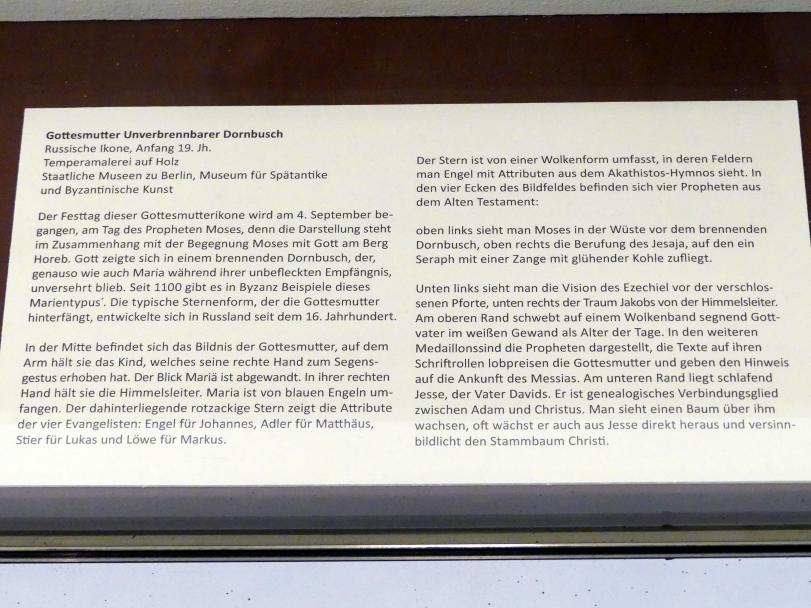 Gottesmutter Unverbrennbarer Dornbusch
Russische Ikone, Anfang 19. Jh.
Temperamalerei auf Holz
Staatliche Museen zu Berlin, Museum für Spätantike
und Byzantinische Kunst
Der Festtag dieser Gottesmutterikone wird am 4. September be-
gangen, am Tag des Propheten Moses, denn die Darstellung steht
im Zusammenhang mit der Begegnung Moses mit Gott am Berg
Horeb. Gott zeigte sich in einem brennenden Dornbusch, der,
genauso wie auch Maria während ihrer unbefleckten Empfängnis,
unversehrt blieb. Seit 1100 gibt es in Byzanz Beispiele dieses
Marientypus´. Die typische Sternenform, der die Gottesmutter
hinterfängt, entwickelte sich in Russland seit dem 16. Jahrhundert.
In der Mitte befindet sich das Bildnis der Gottesmutter, auf dem
Arm hält sie das Kind, welches seine rechte Hand zum Segens-
gestus erhoben hat. Der Blick Mariä ist abgewandt. In ihrer rechten
Hand hält sie die Himmelsleiter. Maria ist von blauen Engeln um-
fangen. Der dahinterliegende rotzackige Stern zeigt die Attribute
der vier Evangelisten: Engel für Johannes, Adler für Matthäus,
Stier für Lukas und Löwe für Markus.
Der Stern ist von einer Wolkenform umfasst, in deren Feldern
man Engel mit Attributen aus dem Akathistos-Hymnos sieht. In
den vier Ecken des Bildfeldes befinden sich vier Propheten aus
dem Alten Testament:
oben links sieht man Moses in der Wüste vor dem brennenden
Dornbusch, oben rechts die Berufung des Jesaja, auf den ein
Seraph mit einer Zange mit glühender Kohle zufliegt.
Unten links sieht man die Vision des Ezechiel vor der verschlos-
senen Pforte, unten rechts der Traum Jakobs von der Himmelsleiter.
Am oberen Rand schwebt auf einem Wolkenband segnend Gott-
vater im weißen Gewand als Alter der Tage. In den weiteren
Medaillonssind die Propheten dargestellt, die Texte auf ihren
Schriftrollen lobpreisen die Gottesmutter und geben den Hinweis
auf die Ankunft des Messias. Am unteren Rand liegt schlafend
Jesse, der Vater Davids. Er ist genealogisches Verbindungsglied
zwischen Adam und Christus. Man sieht einen Baum über ihm
wachsen, oft wächst er auch aus Jesse direkt heraus und versinn-
bildlicht den Stammbaum Christi.